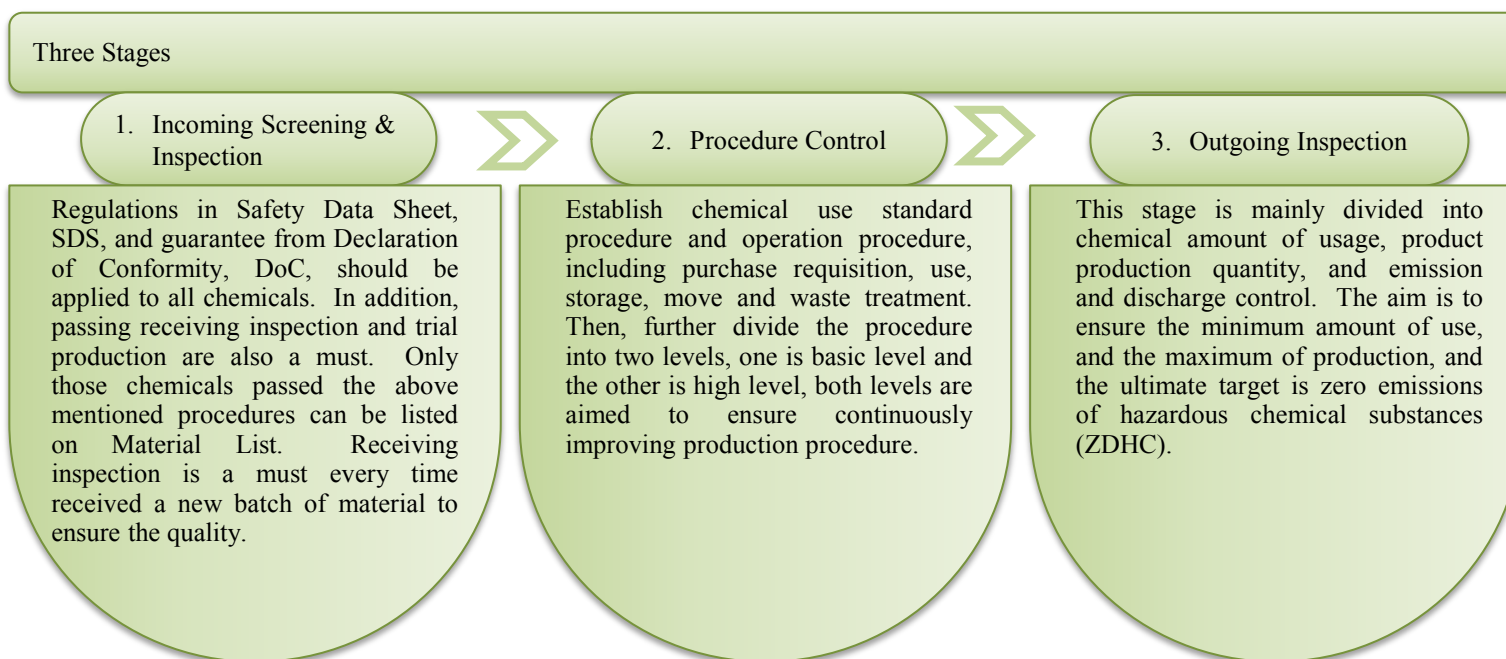 Three Stages
1. Incoming Screening &
Inspection
2. Procedure Control
3. Outgoing Inspection
Regulations in Safety Data Sheet,
SDS, and guarantee from Declaration
of Conformity, DoC, should be
applied to all chemicals. In addition,
passing receiving inspection and trial
production are also a must. Only
those chemicals passed the above
mentioned procedures can be listed
on Material List. Receiving
inspection is a must every time
received a new batch of material to
ensure the quality.
Establish chemical use standard
procedure and operation procedure,
including purchase requisition, use,
storage, move and waste treatment.
Then, further divide the procedure
into two levels, one is basic level and
the other is high level, both levels are
aimed to ensure continuously
improving production procedure.
This stage is mainly divided into
chemical amount of usage, product
production quantity, and emission
and discharge control. The aim is to
ensure the minimum amount of use,
and the maximum of production, and
the ultimate target is zero emissions
of hazardous chemical substances
(ZDHC).